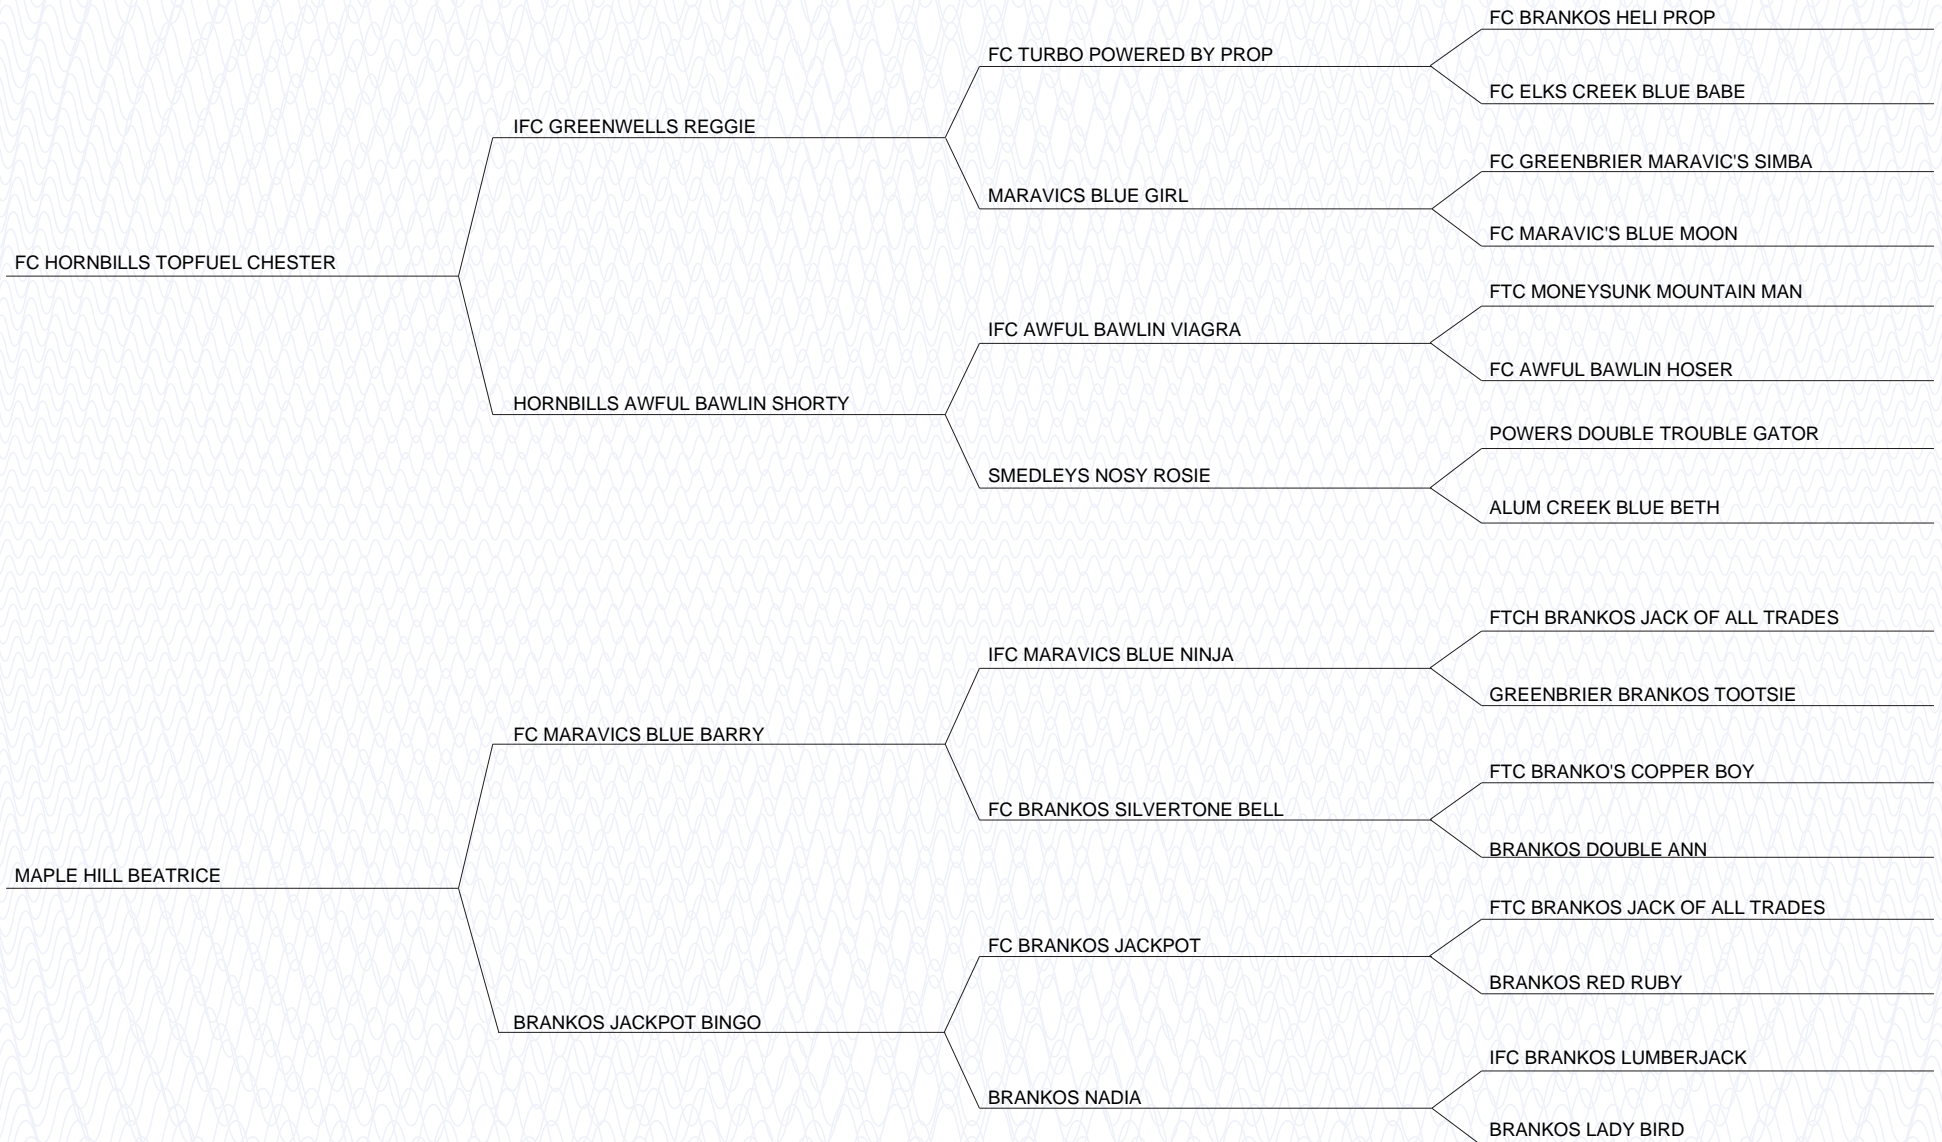 FC BRANKOS HELI PROP
FC TURBO POWERED BY PROP
FC ELKS CREEK BLUE BABE
IFC GREENWELLS REGGIE
FC GREENBRIER MARAVIC'S SIMBA
MARAVICS BLUE GIRL
FC MARAVIC'S BLUE MOON
FC HORNBILLS TOPFUEL CHESTER
FTC MONEYSUNK MOUNTAIN MAN
IFC AWFUL BAWLIN VIAGRA
FC AWFUL BAWLIN HOSER
HORNBILLS AWFUL BAWLIN SHORTY
POWERS DOUBLE TROUBLE GATOR
SMEDLEYS NOSY ROSIE
ALUM CREEK BLUE BETH
FTCH BRANKOS JACK OF ALL TRADES
IFC MARAVICS BLUE NINJA
GREENBRIER BRANKOS TOOTSIE
FC MARAVICS BLUE BARRY
FTC BRANKO'S COPPER BOY
FC BRANKOS SILVERTONE BELL
BRANKOS DOUBLE ANN
MAPLE HILL BEATRICE
FTC BRANKOS JACK OF ALL TRADES
FC BRANKOS JACKPOT
BRANKOS RED RUBY
BRANKOS JACKPOT BINGO
IFC BRANKOS LUMBERJACK
BRANKOS NADIA
BRANKOS LADY BIRD